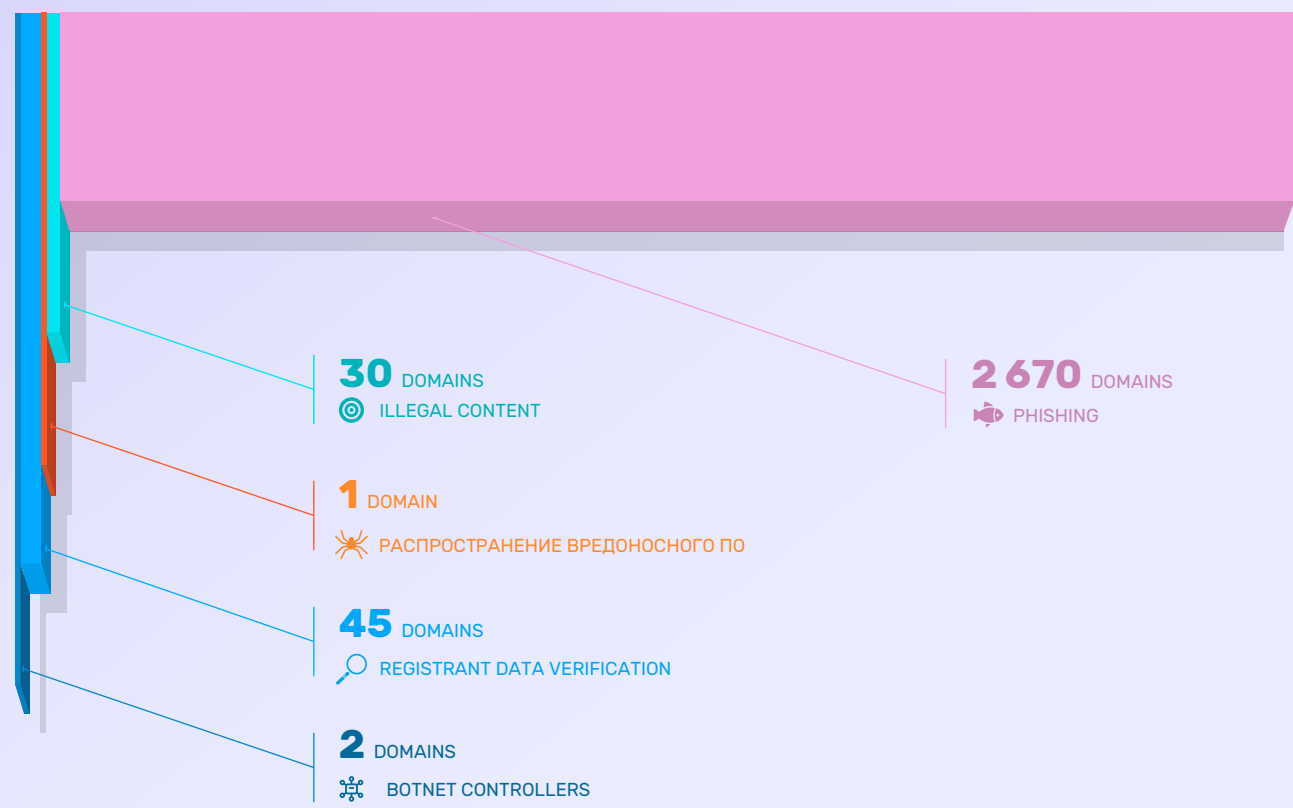 30 DOMAINS
ILLEGAL CONTENT
2 670 DOMAINS
PHISHING
1 DOMAIN
РАСПРОСТРАНЕНИЕ ВРЕДОНОСНОГО ПО
45 DOMAINS
REGISTRANT DATA VERIFICATION
2 DOMAINS
BOTNET CONTROLLERS